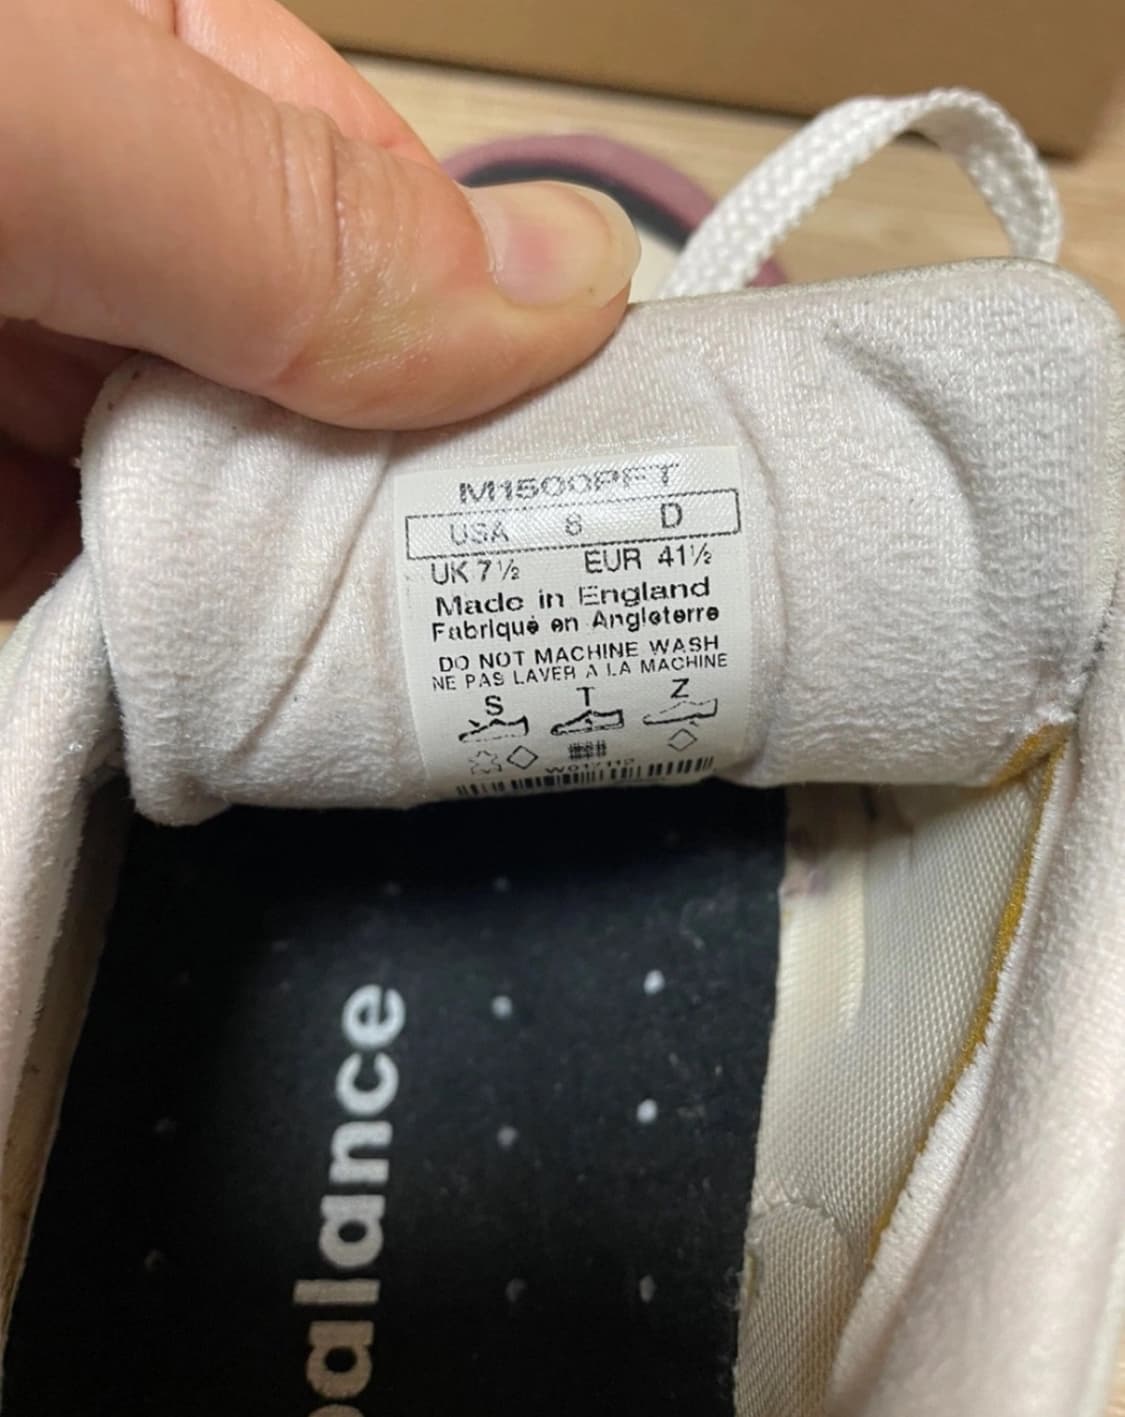 M1500PFT
USA 8 D
UK 7½ EUR 41½
Made in England
Fabriqué en Angleterre
DO NOT MACHINE WASH
NE PAS LAVER A LA MACHINE
S T Z
balance